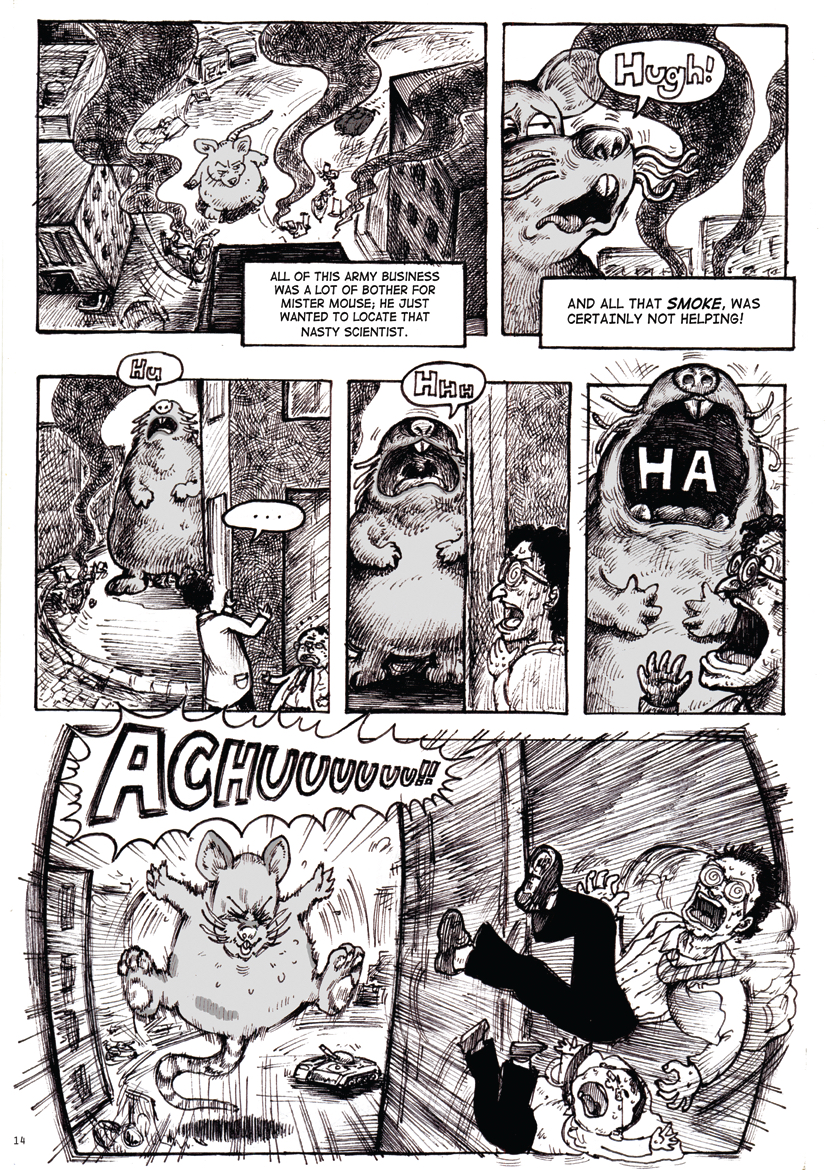 ALL OF THIS ARMY BUSINESS
WAS A LOT OF BOTHER FOR
MISTER MOUSE; HE JUST
WANTED TO LOCATE THAT
NASTY SCIENTIST.
Hugh!
AND ALL THAT SMOKE, WAS
CERTAINLY NOT HELPING!
Hu
...
HHH
HA
ACHUUUUUUU!!
14